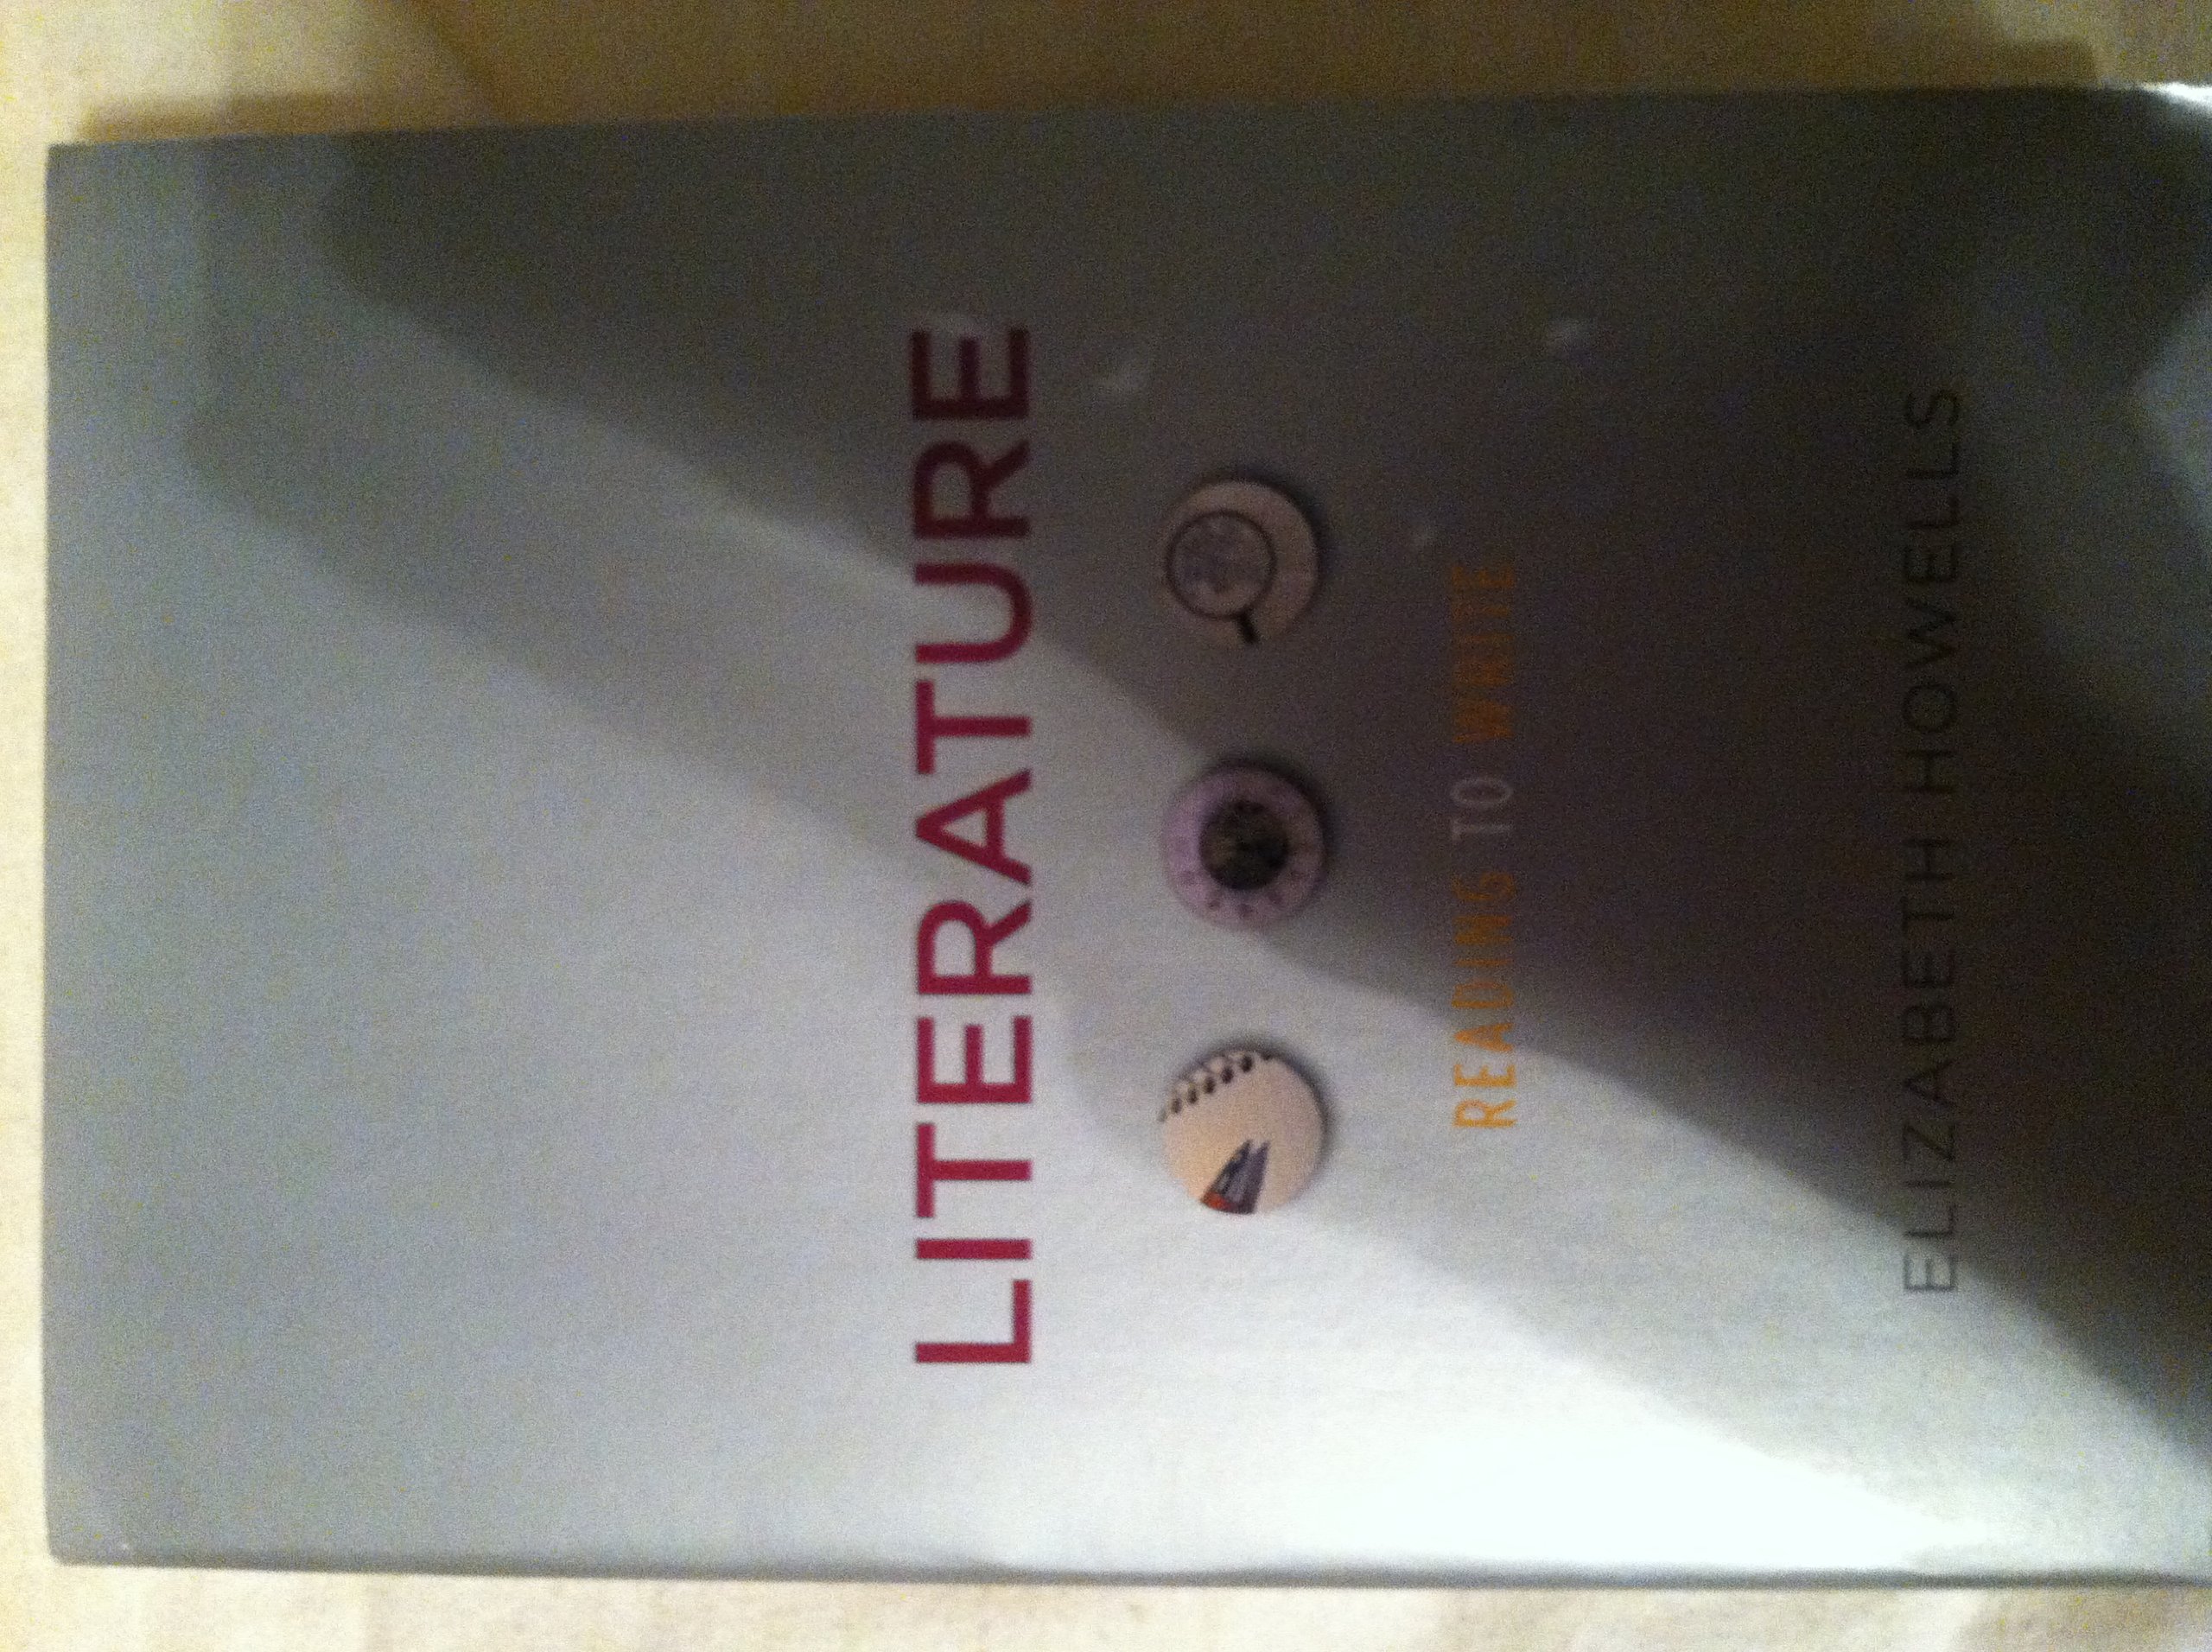 LITERATURE
READING TO WRITE
ELIZABETH HOWELLS